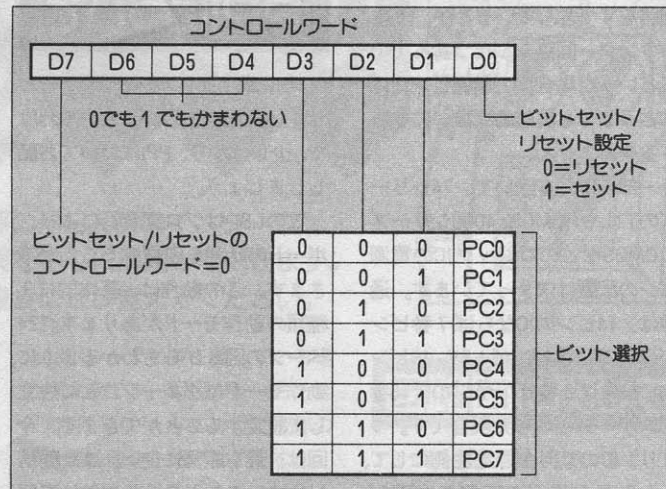 コントロールワード
D7 D6 D5 D4 D3 D2 D1 D0
0でも1でもかまわない
ビットセット/
リセット設定
0=リセット
1=セット
ビットセット/リセットの
コントロールワード=0
0 0 0 PC0
0 0 1 PC1
0 1 0 PC2
0 1 1 PC3
1 0 0 PC4
1 0 1 PC5
1 1 0 PC6
1 1 1 PC7
ビット選択